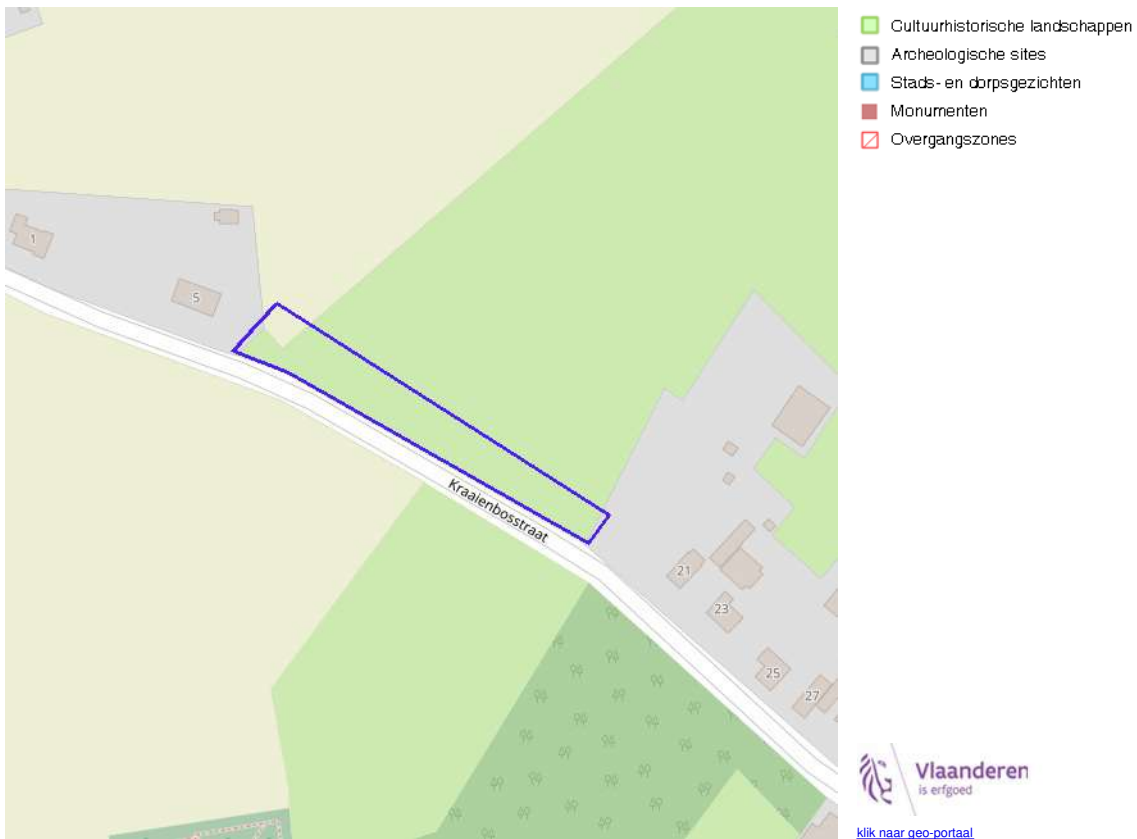 Cultuurhistorische landschappen
Archeologische sites
Stads- en dorpsgezichten
Monumenten
Overgangszones
1
5
Kraaienbosstraat
21
23
25
27
Vlaanderen
is erfgoed
klik naar geo-portaal